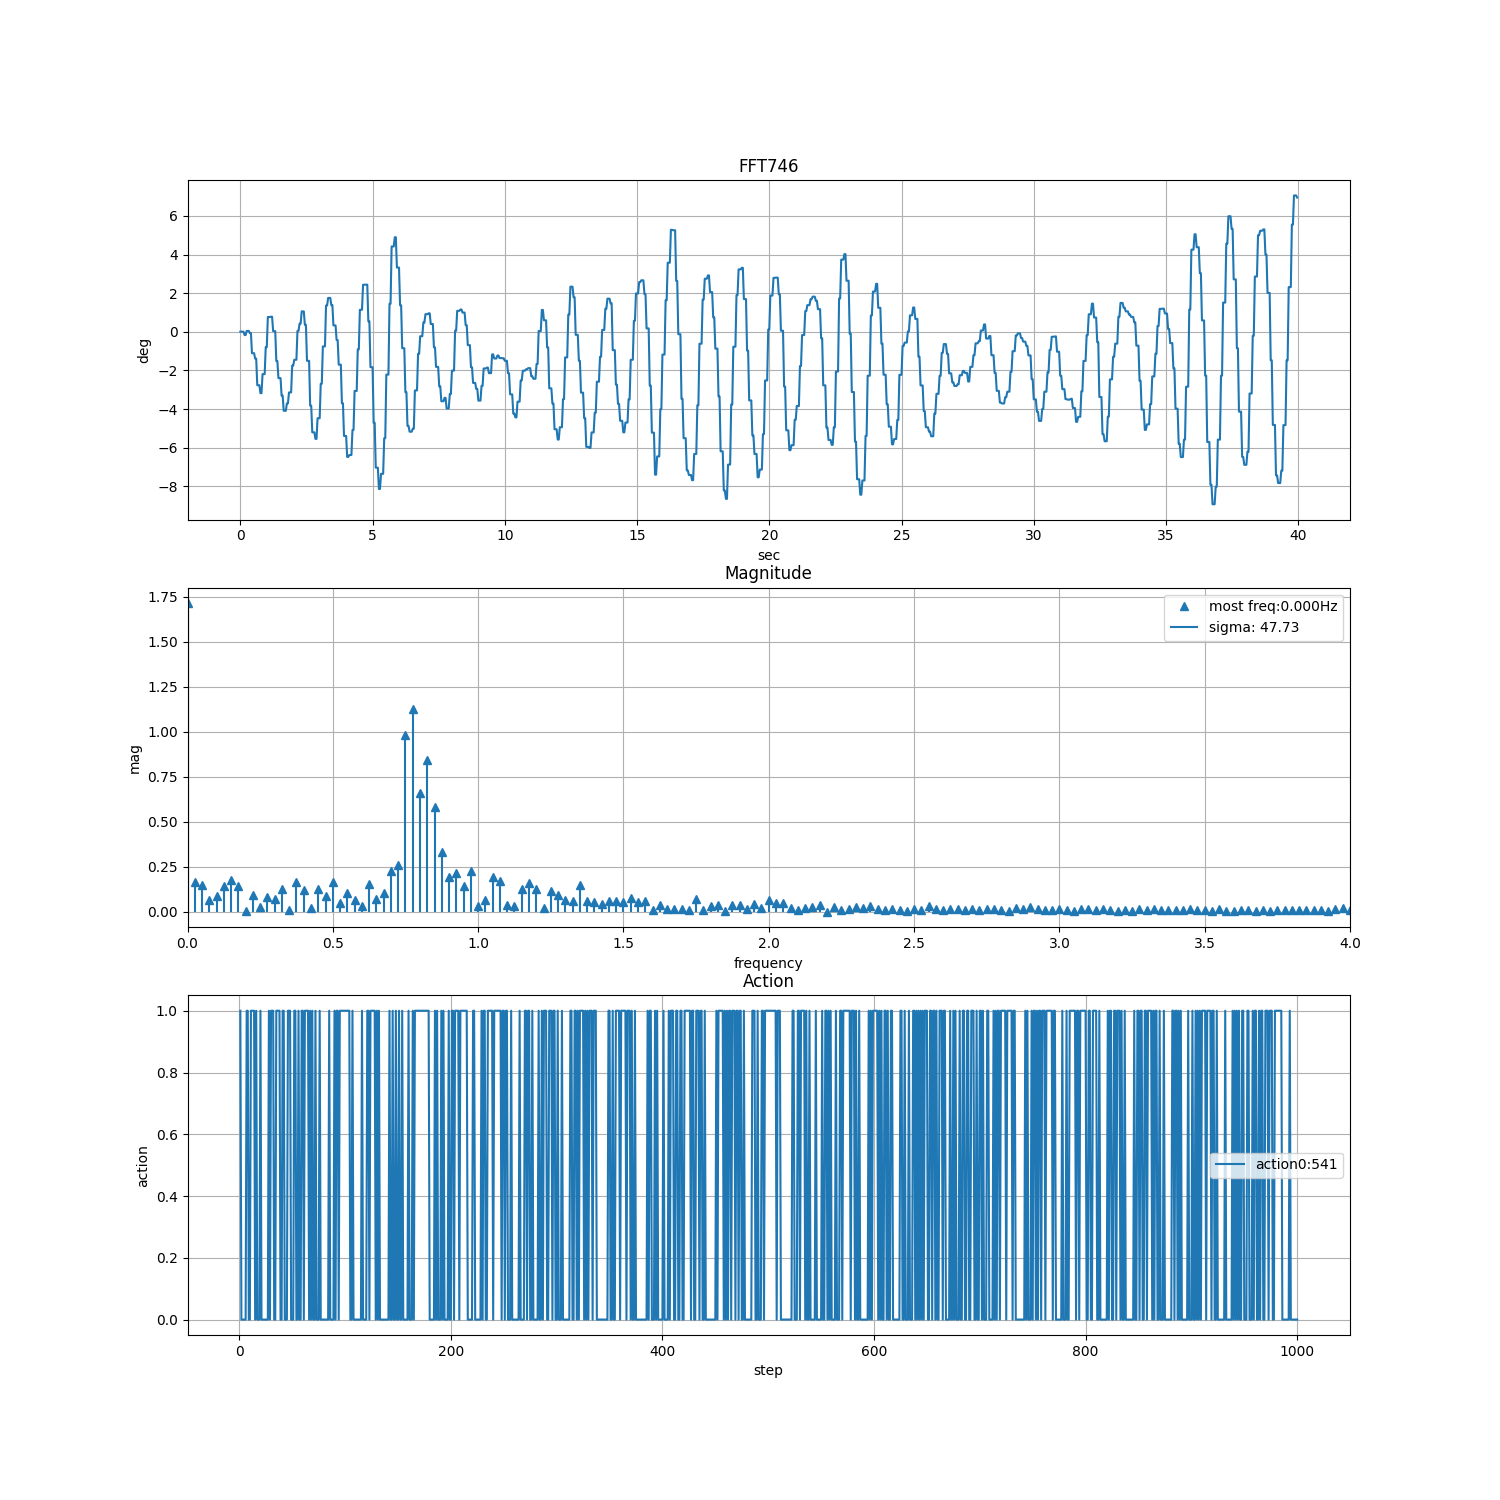 FFT746
6
4
2
0
−2
−4
−6
−8
deg
0 5 10 15 20 25 30 35 40
sec
Magnitude
1.75
1.50
1.25
1.00
0.75
0.50
0.25
0.00
mag
most freq:0.000Hz
sigma: 47.73
0.0 0.5 1.0 1.5 2.0 2.5 3.0 3.5 4.0
frequency
Action
1.0
0.8
0.6
0.4
0.2
0.0
action
action0:541
0 200 400 600 800 1000
step